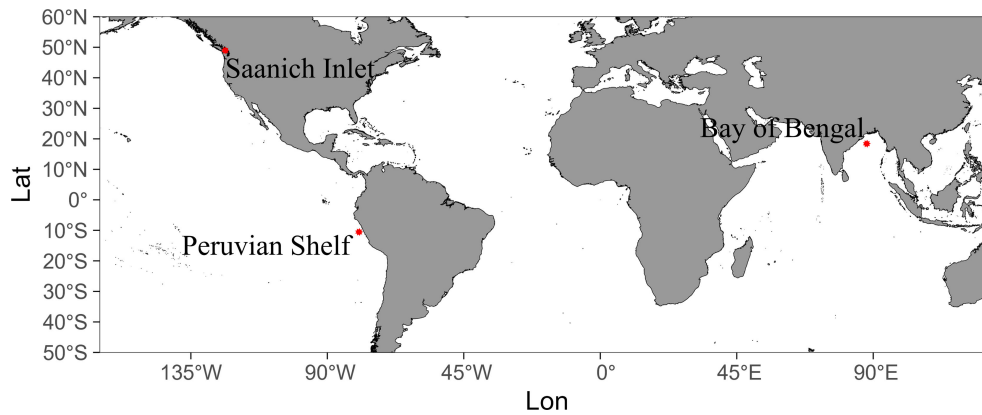 60°N
50°N
40°N
30°N
20°N
10°N
0°
10°S
20°S
30°S
40°S
50°S
Lat
Saanich Inlet
Bay of Bengal
Peruvian Shelf
135°W 90°W 45°W 0° 45°E 90°E
Lon